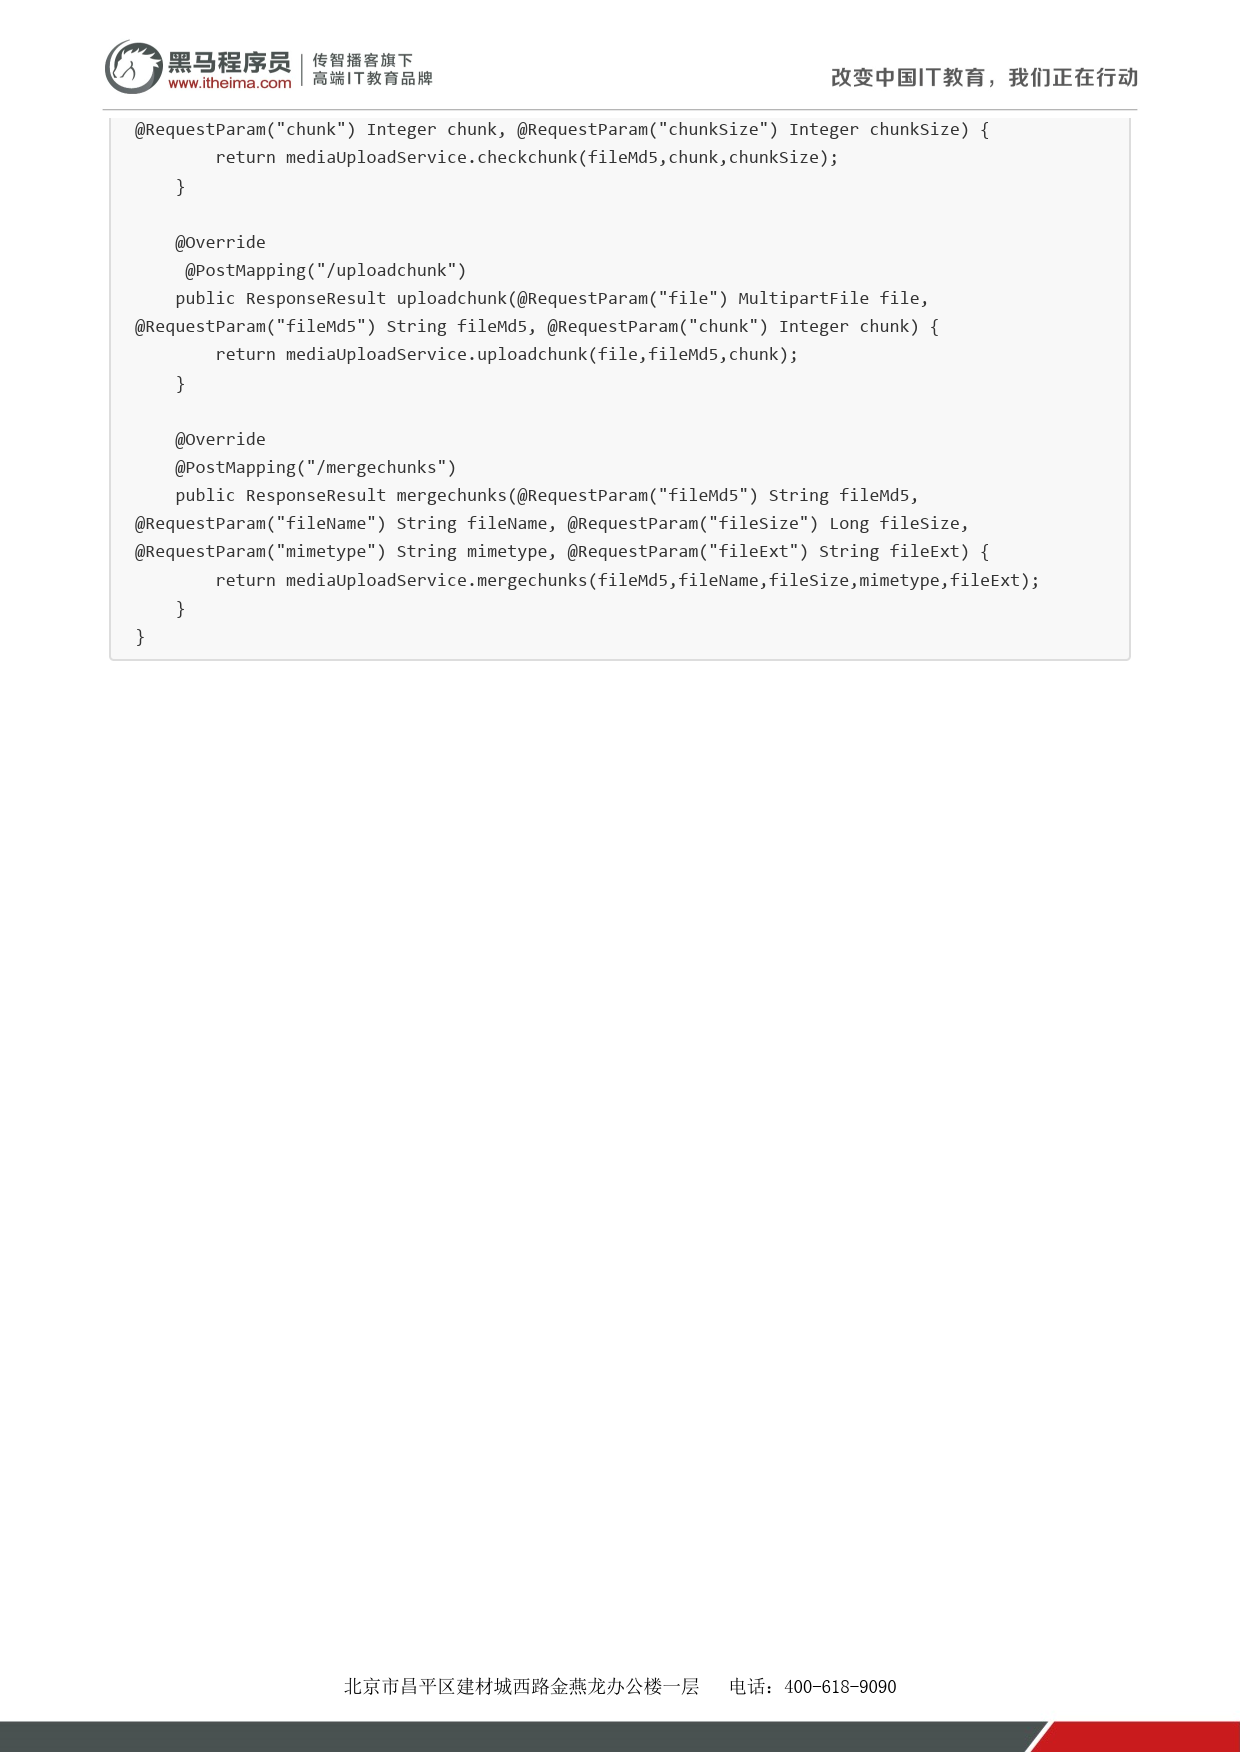 黑马程序员
www.itheima.com
传智播客旗下
高端IT教育品牌
改变中国IT教育，我们正在行动
@RequestParam("chunk") Integer chunk, @RequestParam("chunkSize") Integer chunkSize) {
        return mediaUploadService.checkchunk(fileMd5,chunk,chunkSize);
    }

    @Override
     @PostMapping("/uploadchunk")
    public ResponseResult uploadchunk(@RequestParam("file") MultipartFile file,
@RequestParam("fileMd5") String fileMd5, @RequestParam("chunk") Integer chunk) {
        return mediaUploadService.uploadchunk(file,fileMd5,chunk);
    }

    @Override
    @PostMapping("/mergechunks")
    public ResponseResult mergechunks(@RequestParam("fileMd5") String fileMd5,
@RequestParam("fileName") String fileName, @RequestParam("fileSize") Long fileSize,
@RequestParam("mimetype") String mimetype, @RequestParam("fileExt") String fileExt) {
        return mediaUploadService.mergechunks(fileMd5,fileName,fileSize,mimetype,fileExt);
    }
}
北京市昌平区建材城西路金燕龙办公楼一层 电话：400-618-9090